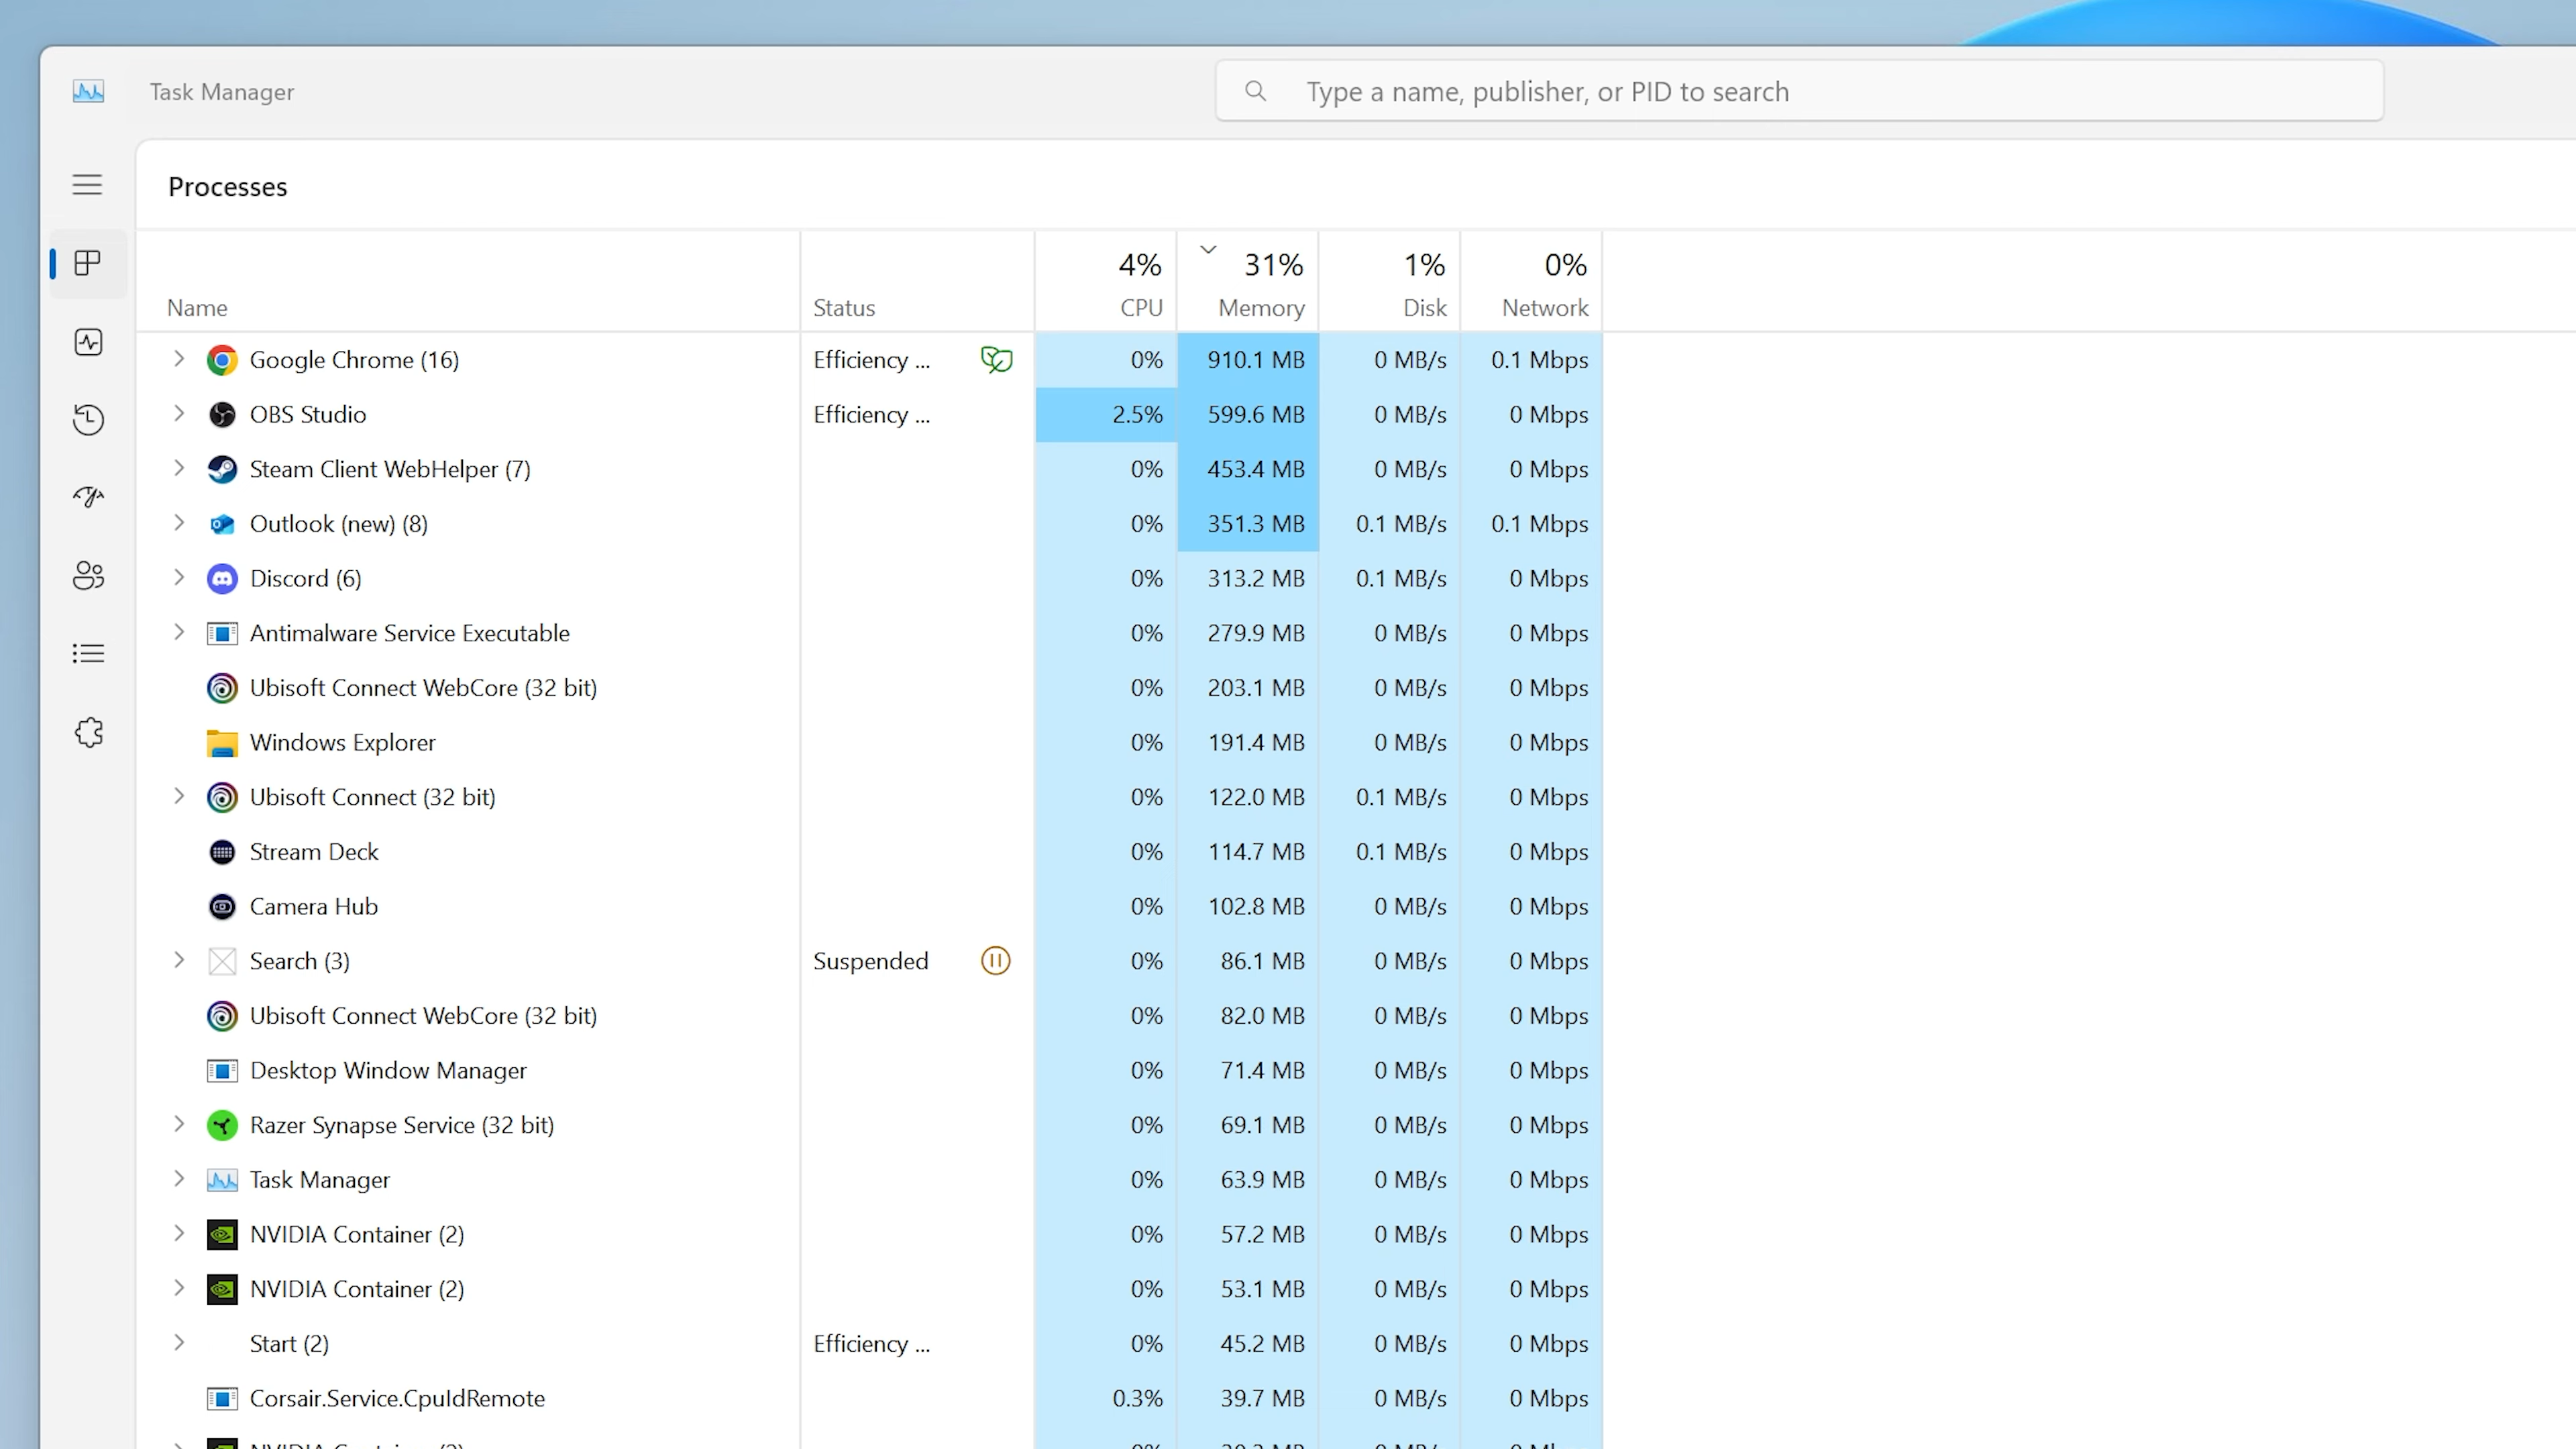 Task Manager
Type a name, publisher, or PID to search
Processes
4% 31% 1% 0%
Name Status CPU Memory Disk Network
Google Chrome (16) Efficiency ... 0% 910.1 MB 0 MB/s 0.1 Mbps
OBS Studio Efficiency ... 2.5% 599.6 MB 0 MB/s 0 Mbps
Steam Client WebHelper (7) 0% 453.4 MB 0 MB/s 0 Mbps
Outlook (new) (8) 0% 351.3 MB 0.1 MB/s 0.1 Mbps
Discord (6) 0% 313.2 MB 0.1 MB/s 0 Mbps
Antimalware Service Executable 0% 279.9 MB 0 MB/s 0 Mbps
Ubisoft Connect WebCore (32 bit) 0% 203.1 MB 0 MB/s 0 Mbps
Windows Explorer 0% 191.4 MB 0 MB/s 0 Mbps
Ubisoft Connect (32 bit) 0% 122.0 MB 0.1 MB/s 0 Mbps
Stream Deck 0% 114.7 MB 0.1 MB/s 0 Mbps
Camera Hub 0% 102.8 MB 0 MB/s 0 Mbps
Search (3) Suspended 0% 86.1 MB 0 MB/s 0 Mbps
Ubisoft Connect WebCore (32 bit) 0% 82.0 MB 0 MB/s 0 Mbps
Desktop Window Manager 0% 71.4 MB 0 MB/s 0 Mbps
Razer Synapse Service (32 bit) 0% 69.1 MB 0 MB/s 0 Mbps
Task Manager 0% 63.9 MB 0 MB/s 0 Mbps
NVIDIA Container (2) 0% 57.2 MB 0 MB/s 0 Mbps
NVIDIA Container (2) 0% 53.1 MB 0 MB/s 0 Mbps
Start (2) Efficiency ... 0% 45.2 MB 0 MB/s 0 Mbps
Corsair.Service.CpuIdRemote 0.3% 39.7 MB 0 MB/s 0 Mbps